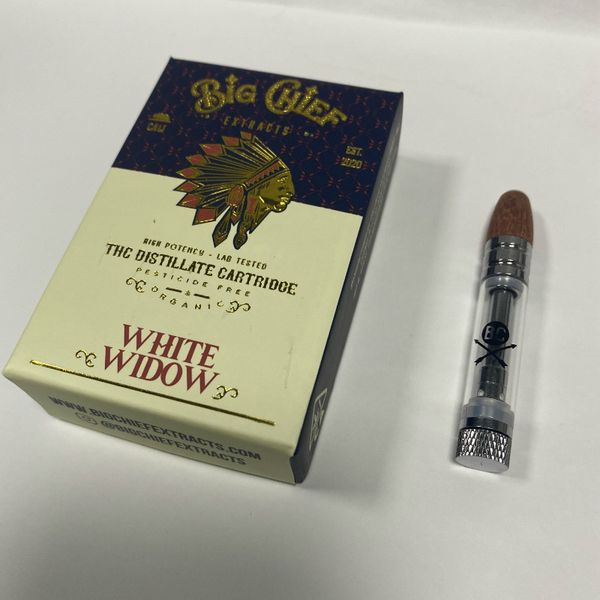 BIG CHIEF
EXTRACTS
CALI
EST.
2020
HIGH POTENCY - LAB TESTED
THC DISTILLATE CARTRIDGE
PESTICIDE FREE
&
ORGANIC
WHITE
WIDOW
WWW.BIGCHIEFEXTRACTS.COM
@BIGCHIEFEXTRACTS
BC